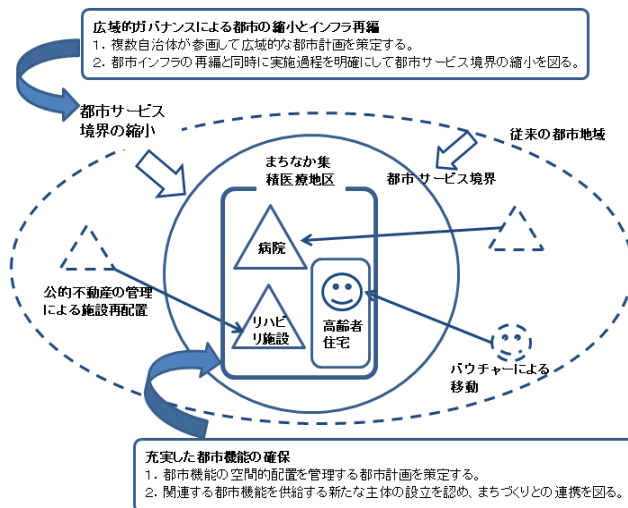 広域的ガバナンスによる都市の縮小とインフラ再編
1. 複数自治体が参画して広域的な都市計画を策定する。
2. 都市インフラの再編と同時に実施過程を明確にして都市サービス境界の縮小を図る。
都市サービス
境界の縮小
従来の都市地域
まちなか集
積医療地区
都市サービス境界
病院
公的不動産の管理
による施設再配置
リハビ
リ施設
高齢者
住宅
バウチャーによる
移動
充実した都市機能の確保
1. 都市機能の空間的配置を管理する都市計画を策定する。
2. 関連する都市機能を供給する新たな主体の設立を認め、まちづくりとの連携を図る。